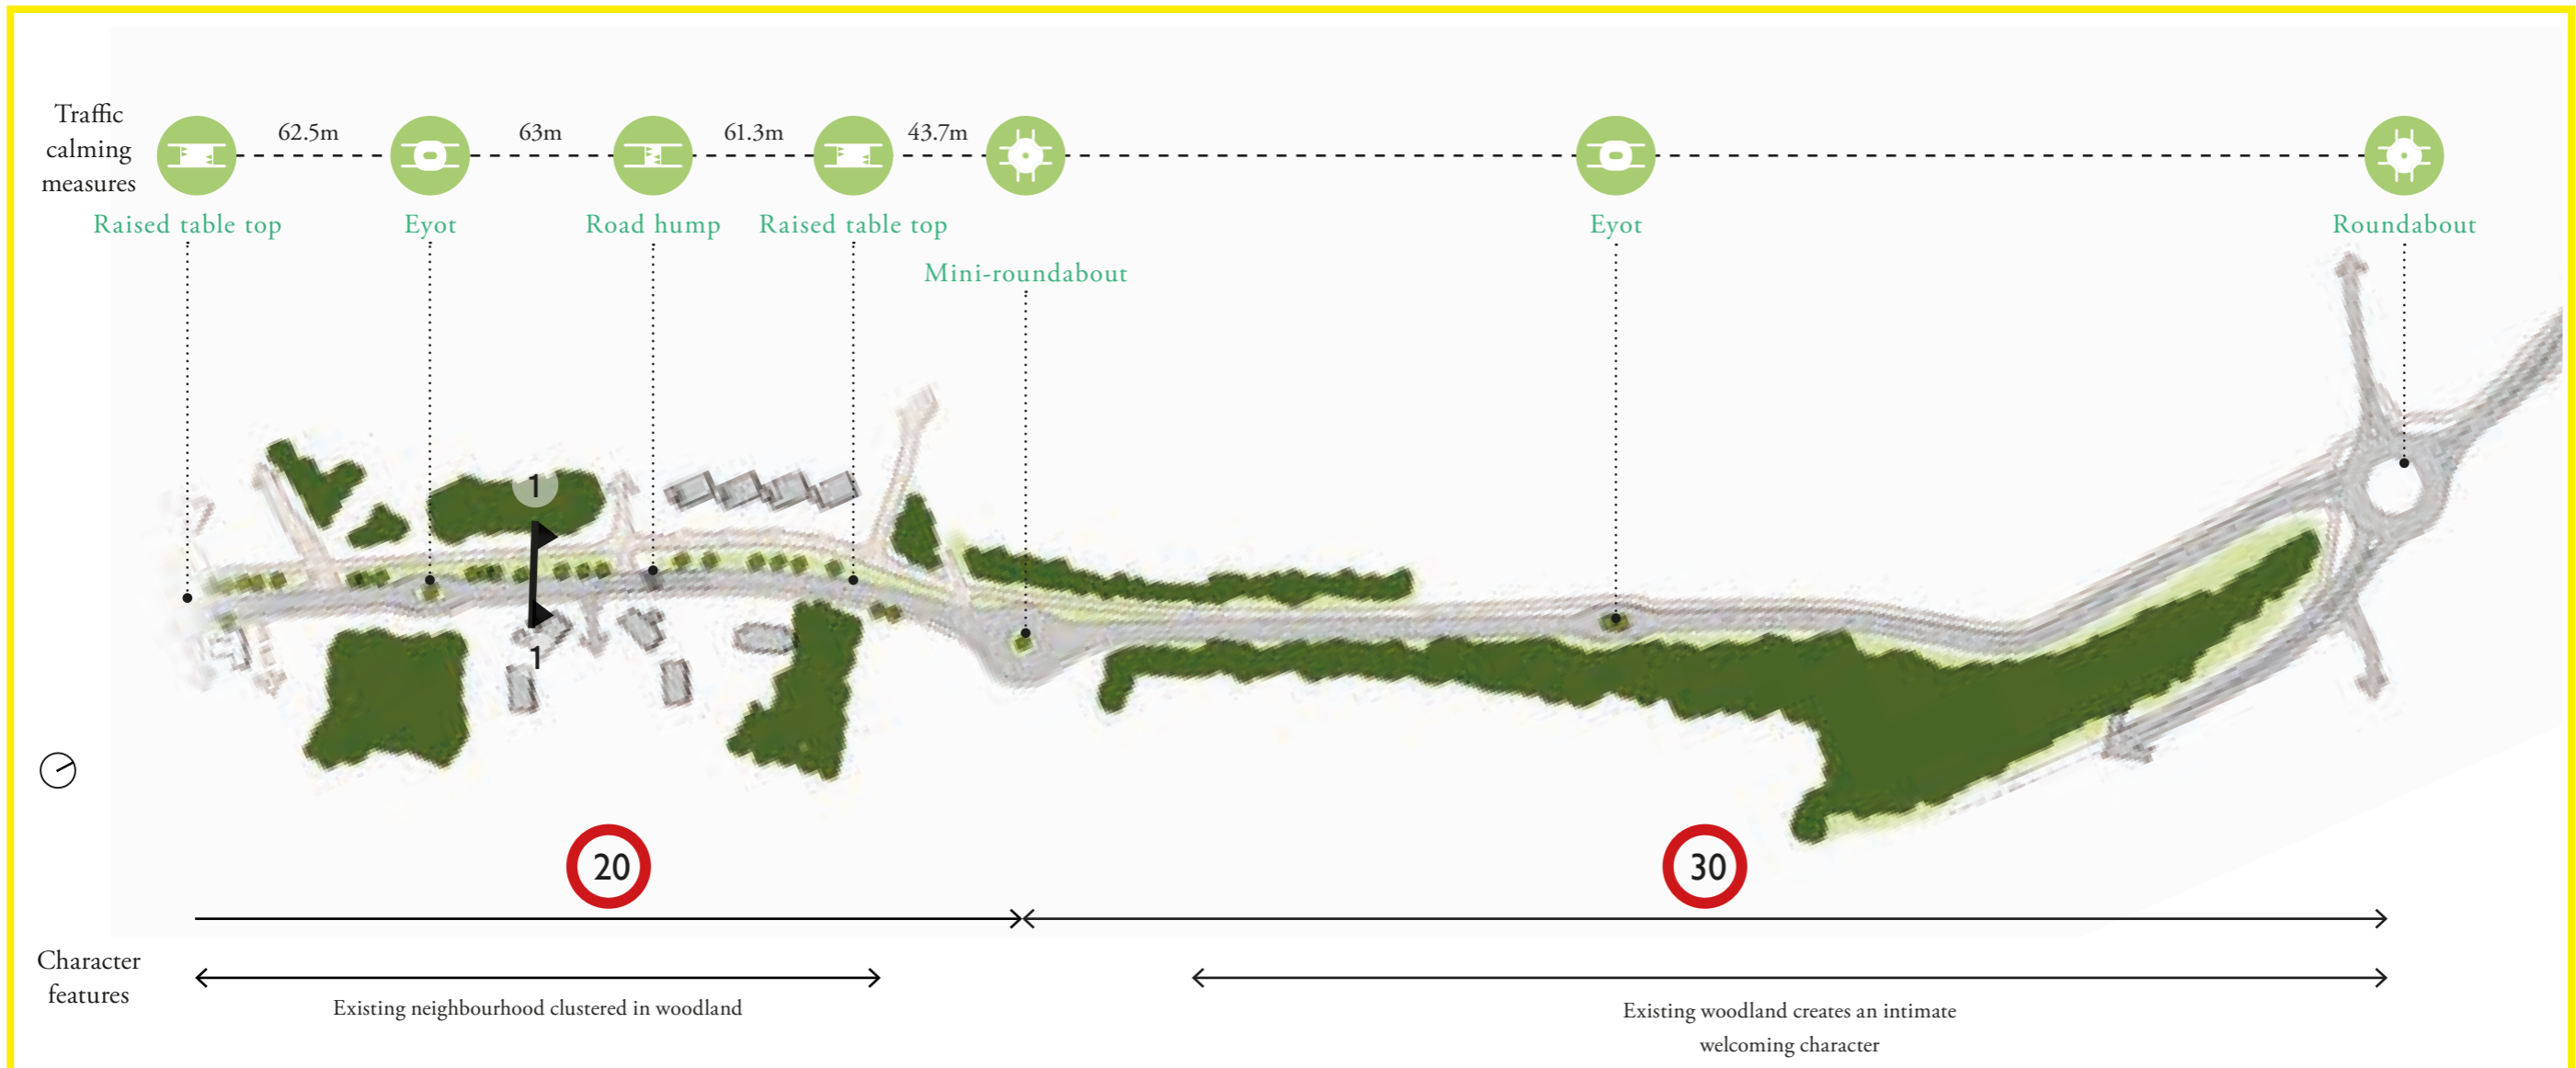 Traffic
calming
measures
62.5m
63m
61.3m
43.7m
Raised table top
Eyot
Road hump
Raised table top
Mini-roundabout
Eyot
Roundabout
1
1
20
30
Character
features
Existing neighbourhood clustered in woodland
Existing woodland creates an intimate
welcoming character